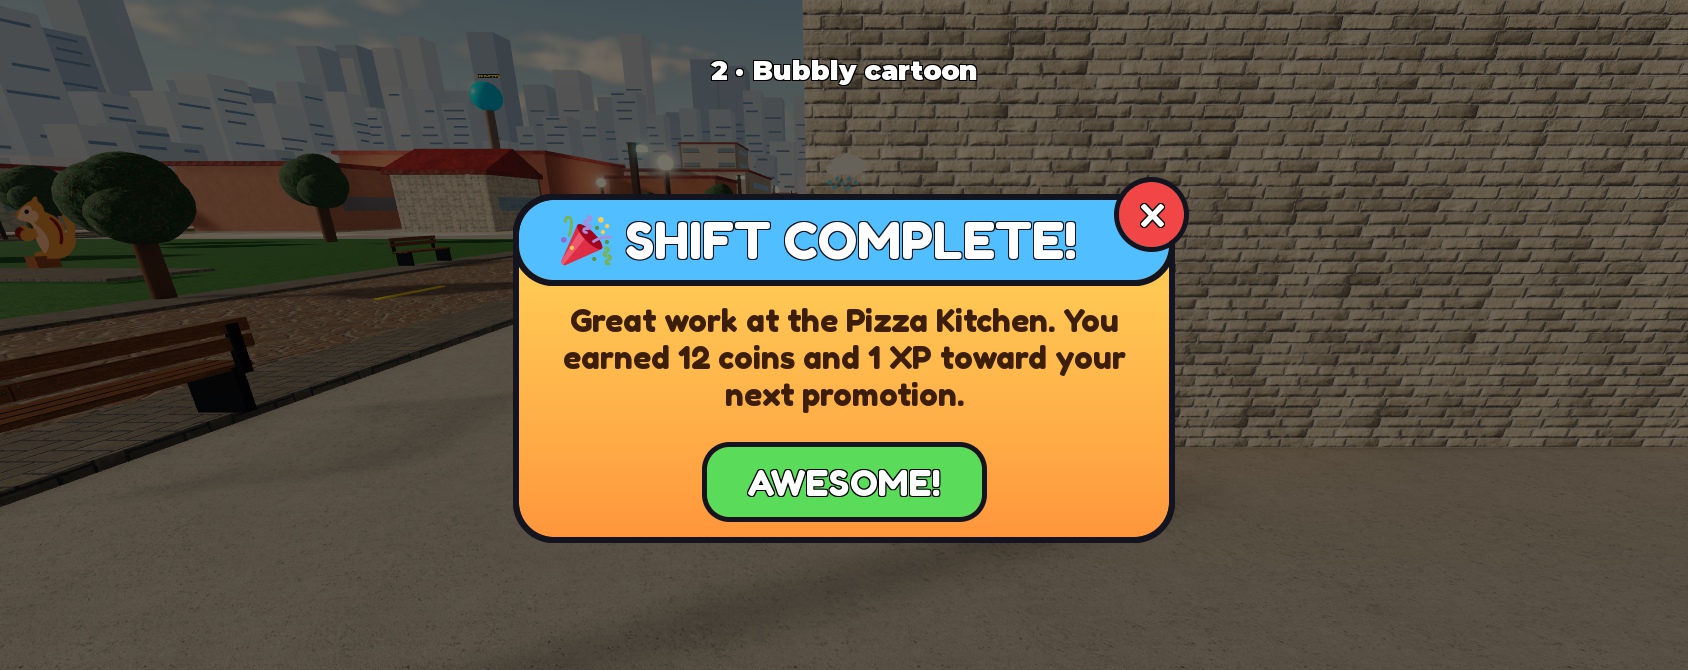 2 • Bubbly cartoon
SHIFT COMPLETE!
Great work at the Pizza Kitchen. You
earned 12 coins and 1 XP toward your
next promotion.
AWESOME!